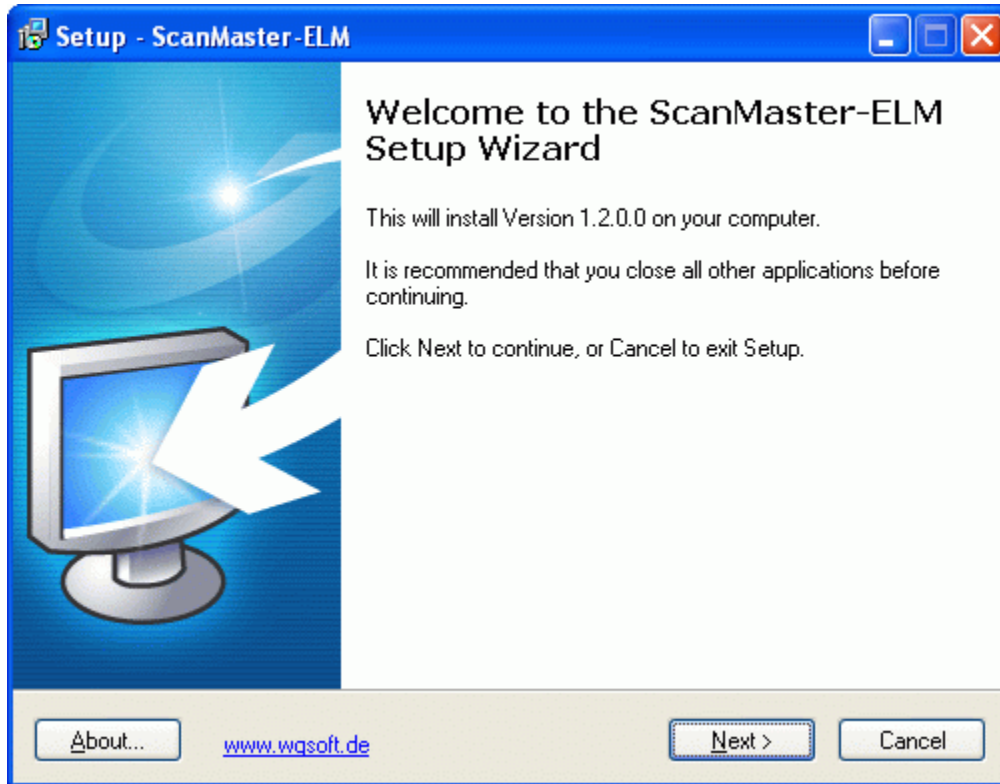 Setup - ScanMaster-ELM
Welcome to the ScanMaster-ELM
Setup Wizard
This will install Version 1.2.0.0 on your computer.
It is recommended that you close all other applications before
continuing.
Click Next to continue, or Cancel to exit Setup.
About...
www.wgsoft.de
Next >
Cancel